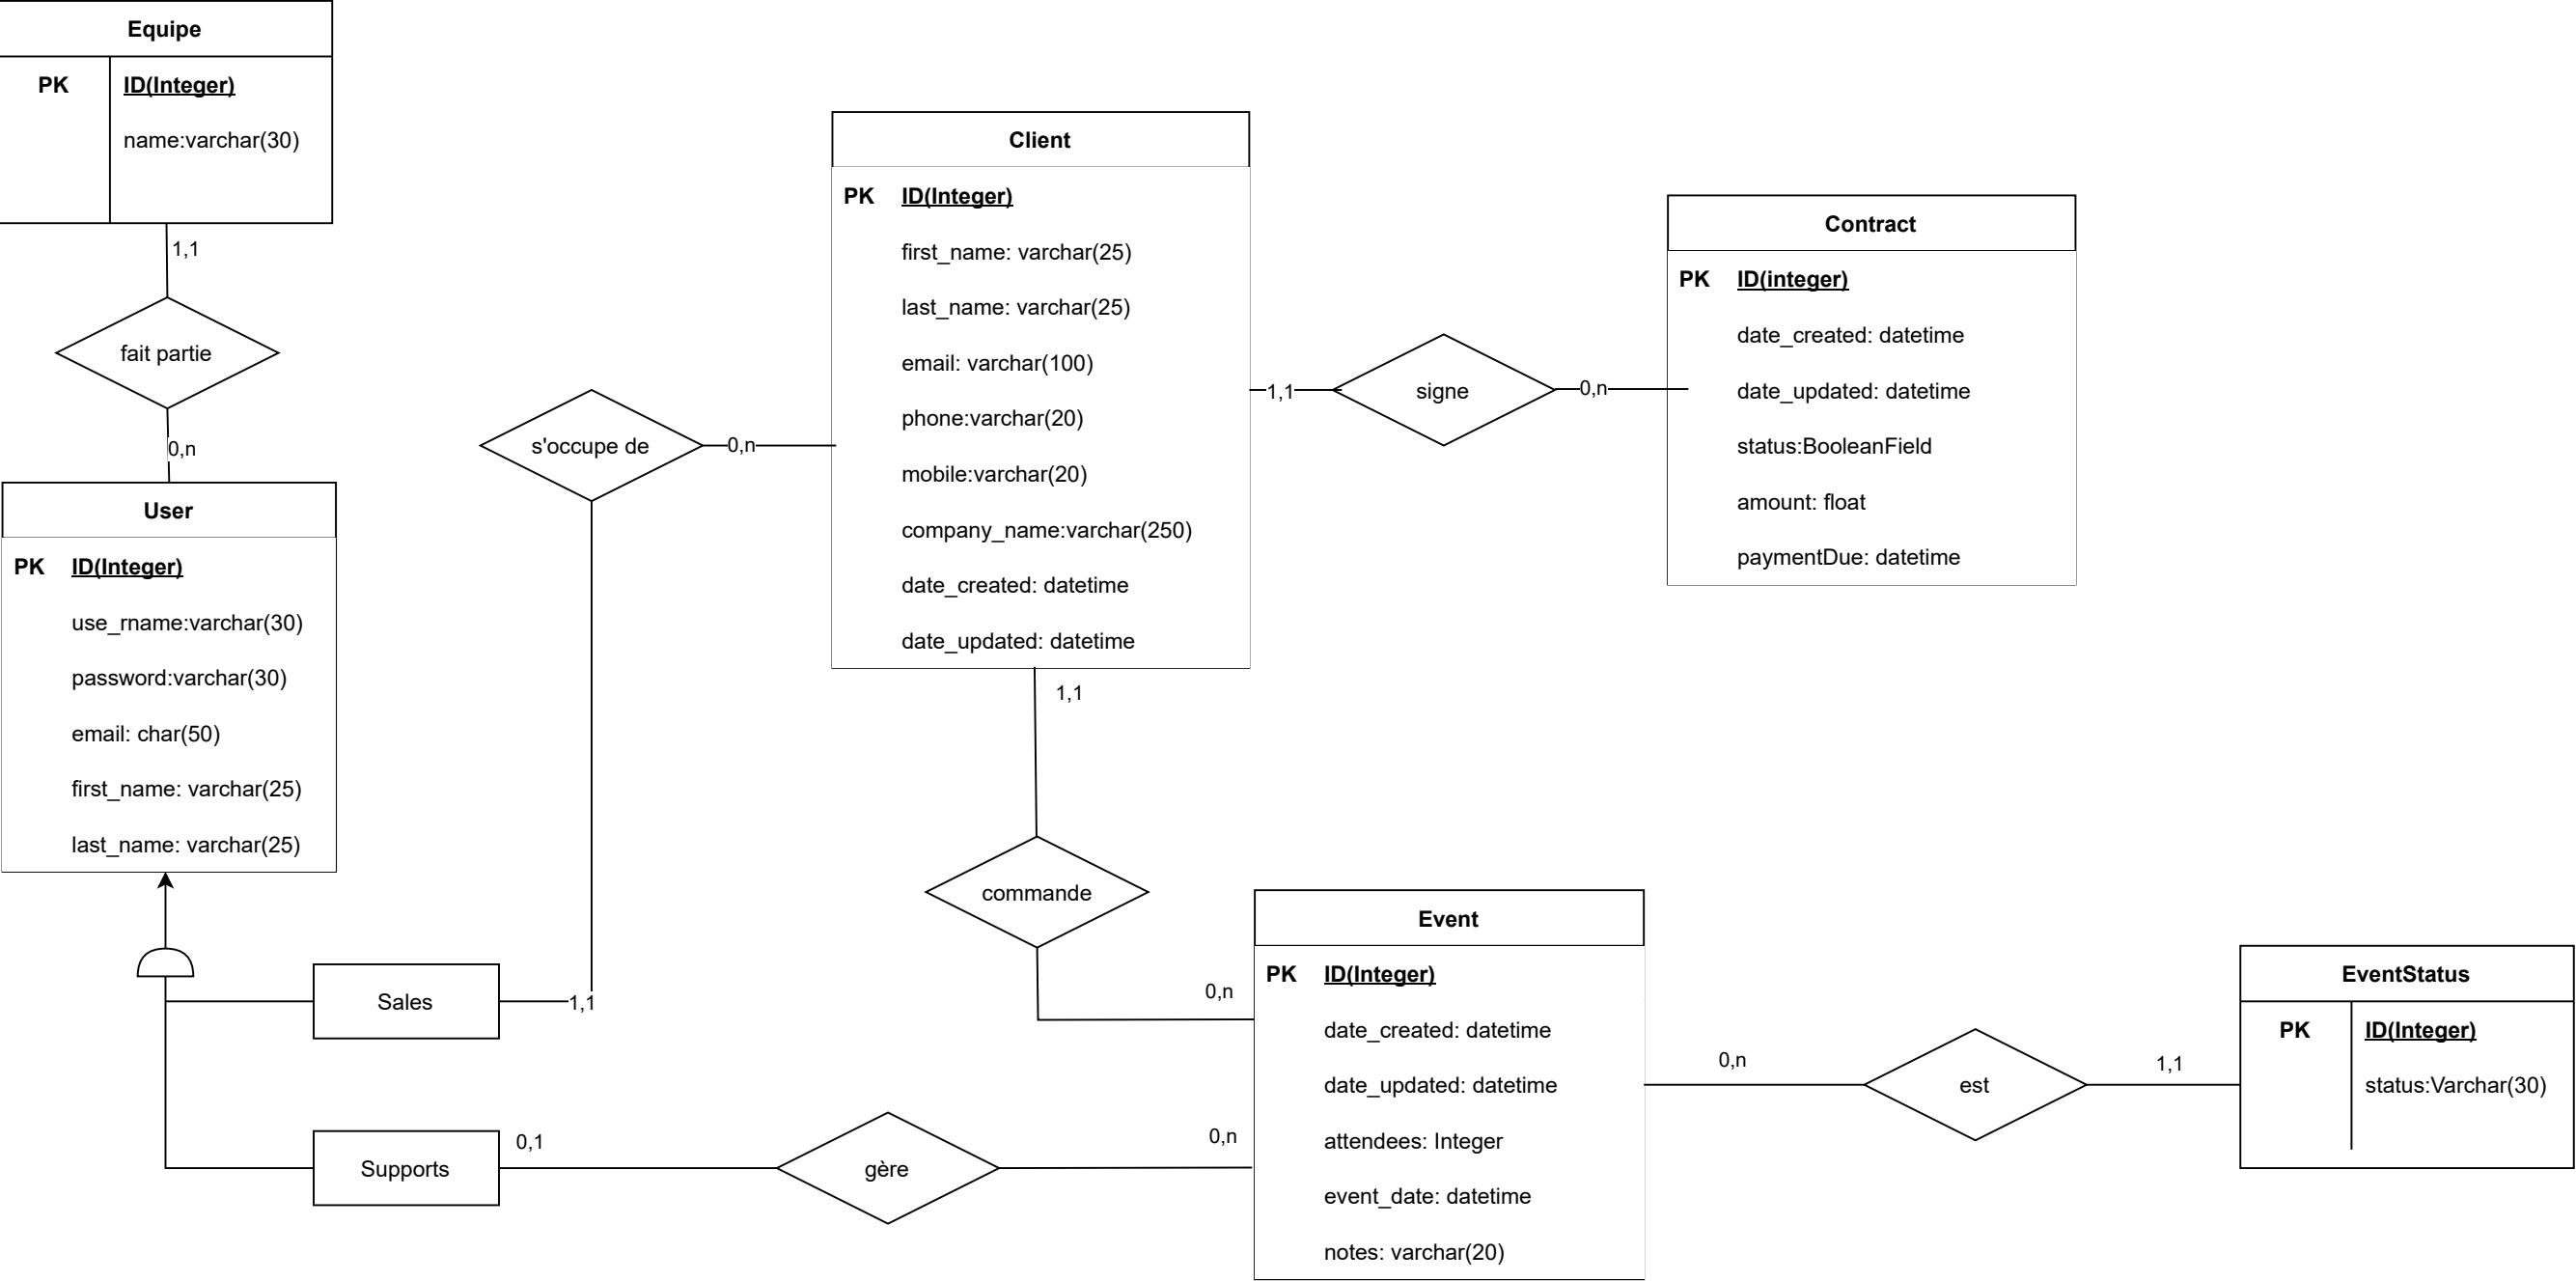 Equipe
PK
ID(Integer)
name:varchar(30)
1,1
fait partie
0,n
User
PK
ID(Integer)
use_rname:varchar(30)
password:varchar(30)
email: char(50)
first_name: varchar(25)
last_name: varchar(25)
Sales
1,1
s'occupe de
0,n
Supports
0,1
gère
0,n
Client
PK
ID(Integer)
first_name: varchar(25)
last_name: varchar(25)
email: varchar(100)
phone:varchar(20)
mobile:varchar(20)
company_name:varchar(250)
date_created: datetime
date_updated: datetime
1,1
signe
0,n
Contract
PK
ID(integer)
date_created: datetime
date_updated: datetime
status:BooleanField
amount: float
paymentDue: datetime
1,1
commande
0,n
Event
PK
ID(Integer)
date_created: datetime
date_updated: datetime
attendees: Integer
event_date: datetime
notes: varchar(20)
0,n
est
1,1
EventStatus
PK
ID(Integer)
status:Varchar(30)